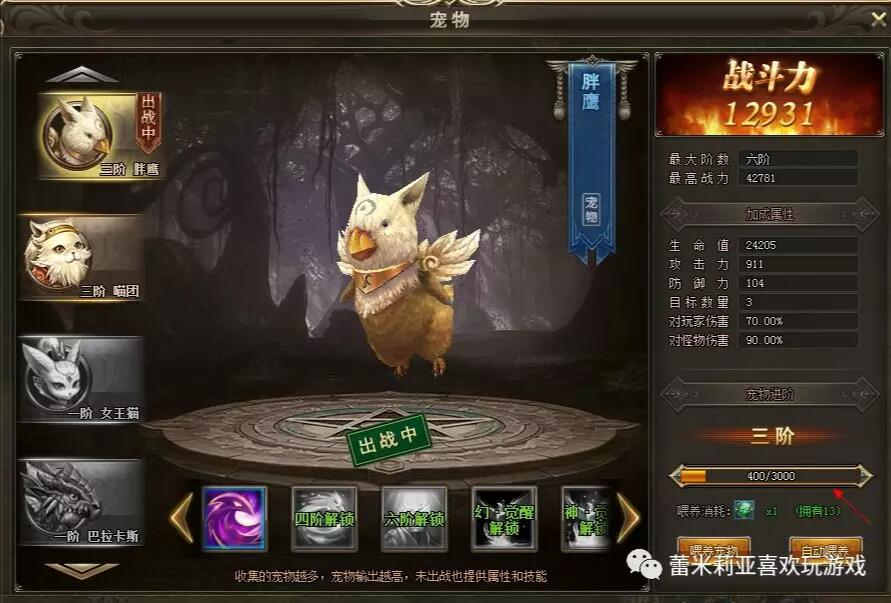 宠物
出战中
三阶 胖鹰
三阶 喵团
一阶 女王猫
一阶 巴拉卡斯
胖鹰
宠物
出战中
四阶解锁
六阶解锁
幻·觉醒
解锁
神·觉
解锁
收集的宠物越多，宠物输出越高，未出战也提供属性和技能
战斗力
12931
最大阶数 六阶
最高战力 42781
加成属性
生命值 24205
攻击力 911
防御力 104
目标数量 3
对玩家伤害 70.00%
对怪物伤害 90.00%
宠物进阶
三阶
400/3000
喂养消耗: x1 (拥有13)
喂养宠物 自动喂养
蕾米莉亚喜欢玩游戏